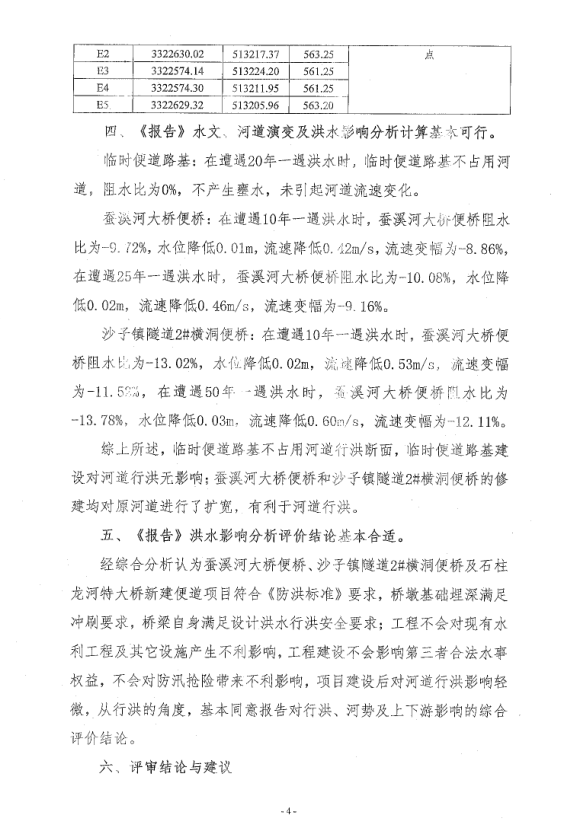 E2 3322630.02 513217.37 563.25 点
E3 3322574.14 513224.20 561.25
E4 3322574.30 513211.95 561.25
E5 3322629.32 513205.96 563.20
四、《报告》水文、河道演变及洪水影响分析计算基本可行。
临时便道路基：在遭遇20年一遇洪水时，临时便道路基不占用河
道，阻水比为0%，不产生壅水，未引起河道流速变化。
蚕溪河大桥便桥：在遭遇10年一遇洪水时，蚕溪河大桥便桥阻水
比为-9.72%，水位降低0.01m，流速降低0.42m/s，流速变幅为-8.86%，
在遭遇25年一遇洪水时，蚕溪河大桥便桥阻水比为-10.08%，水位降
低0.02m，流速降低0.46m/s，流速变幅为-9.16%。
沙子镇隧道2#横洞便桥：在遭遇10年一遇洪水时，蚕溪河大桥便
桥阻水比为-13.02%，水位降低0.02m，流速降低0.53m/s，流速变幅
为-11.52%，在遭遇50年一遇洪水时，蚕溪河大桥便桥阻水比为
-13.78%，水位降低0.03m，流速降低0.60m/s，流速变幅为-12.11%。
综上所述，临时便道路基不占用河道行洪断面，临时便道路基建
设对河道行洪无影响；蚕溪河大桥便桥和沙子镇隧道2#横洞便桥的修
建均对原河道进行了扩宽，有利于河道行洪。
五、《报告》洪水影响分析评价结论基本合适。
经综合分析认为蚕溪河大桥便桥、沙子镇隧道2#横洞便桥及石柱
龙河特大桥新建便道项目符合《防洪标准》要求，桥墩基础埋深满足
冲刷要求，桥梁自身满足设计洪水行洪安全要求；工程不会对现有水
利工程及其它设施产生不利影响，工程建设不会影响第三者合法水事
权益，不会对防汛抢险带来不利影响，项目建设后对河道行洪影响轻
微，从行洪的角度，基本同意报告对行洪、河势及上下游影响的综合
评价结论。
六、评审结论与建议
-4-